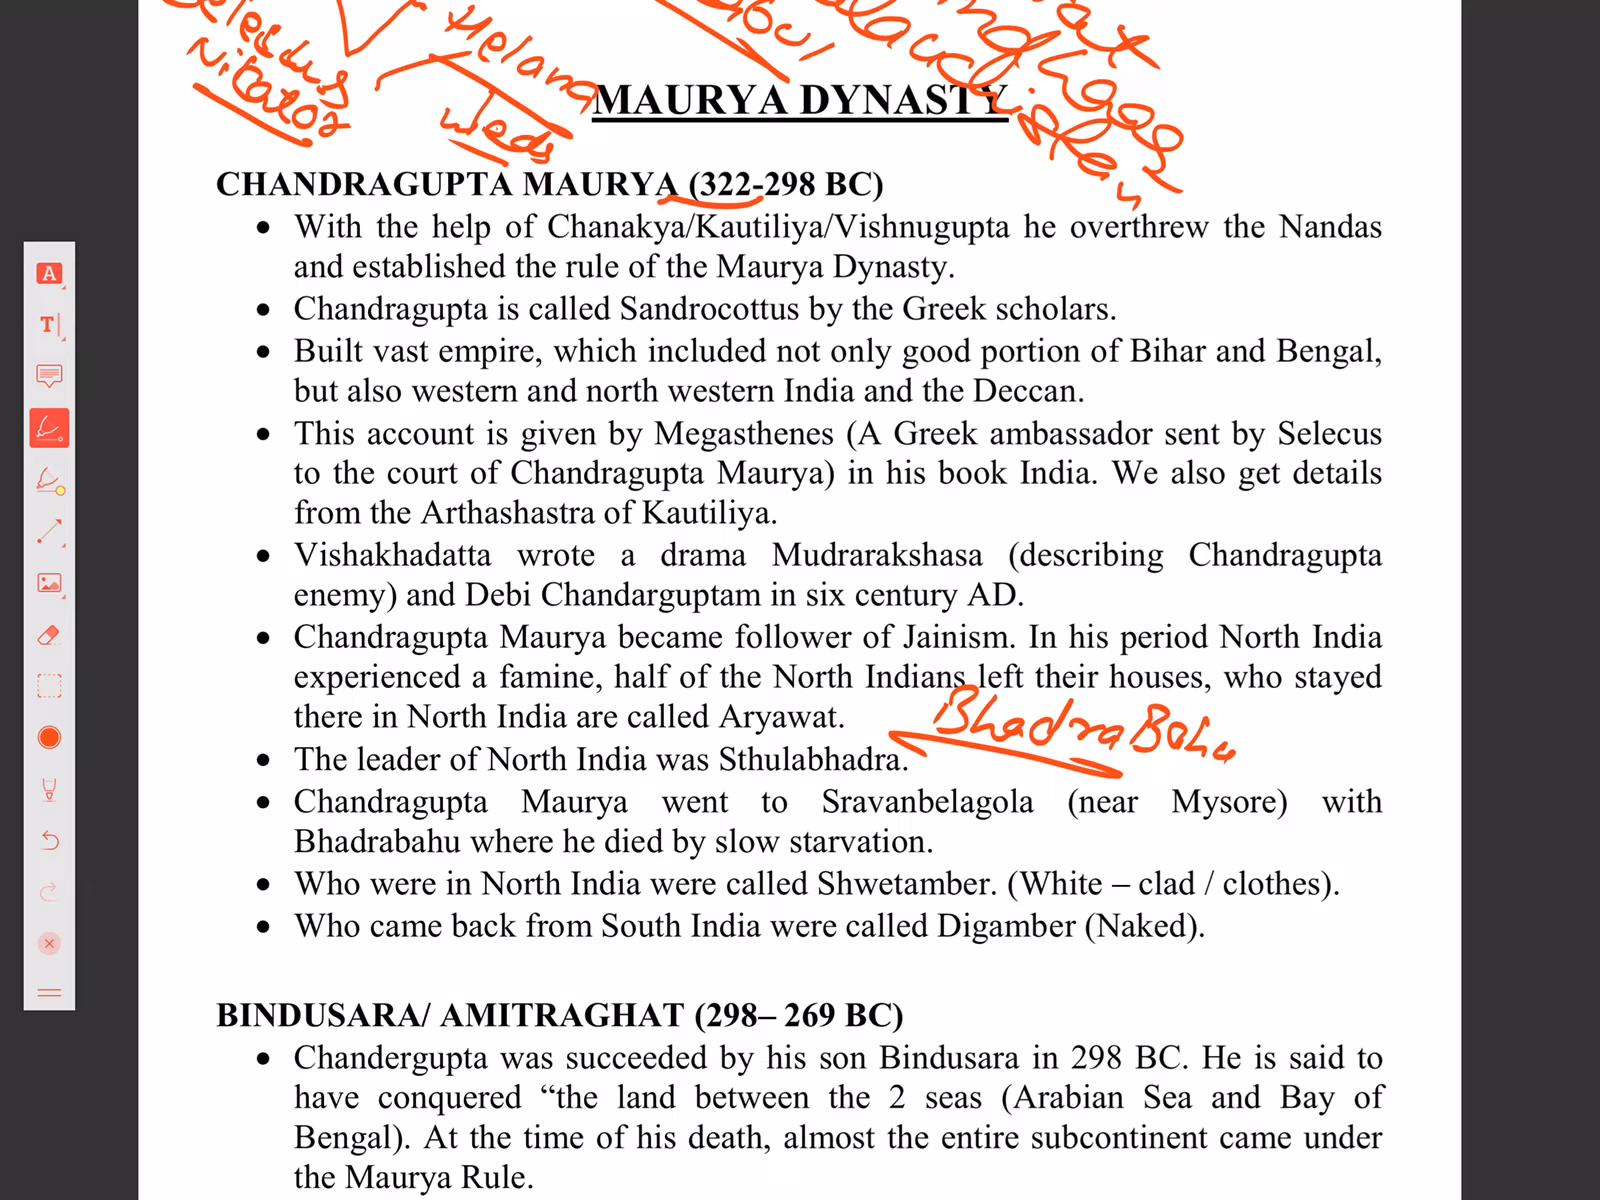 Seleucus
Nikator
Helana
weds
Kabul
MAURYA DYNASTY
CHANDRAGUPTA MAURYA (322-298 BC)
• With the help of Chanakya/Kautiliya/Vishnugupta he overthrew the Nandas
and established the rule of the Maurya Dynasty.
• Chandragupta is called Sandrocottus by the Greek scholars.
• Built vast empire, which included not only good portion of Bihar and Bengal,
but also western and north western India and the Deccan.
• This account is given by Megasthenes (A Greek ambassador sent by Selecus
to the court of Chandragupta Maurya) in his book India. We also get details
from the Arthashastra of Kautiliya.
• Vishakhadatta wrote a drama Mudrarakshasa (describing Chandragupta
enemy) and Debi Chandarguptam in six century AD.
• Chandragupta Maurya became follower of Jainism. In his period North India
experienced a famine, half of the North Indians left their houses, who stayed
there in North India are called Aryawat.
BhadraBahu
• The leader of North India was Sthulabhadra.
• Chandragupta Maurya went to Sravanbelagola (near Mysore) with
Bhadrabahu where he died by slow starvation.
• Who were in North India were called Shwetamber. (White – clad / clothes).
• Who came back from South India were called Digamber (Naked).
BINDUSARA/ AMITRAGHAT (298– 269 BC)
• Chandergupta was succeeded by his son Bindusara in 298 BC. He is said to
have conquered “the land between the 2 seas (Arabian Sea and Bay of
Bengal). At the time of his death, almost the entire subcontinent came under
the Maurya Rule.